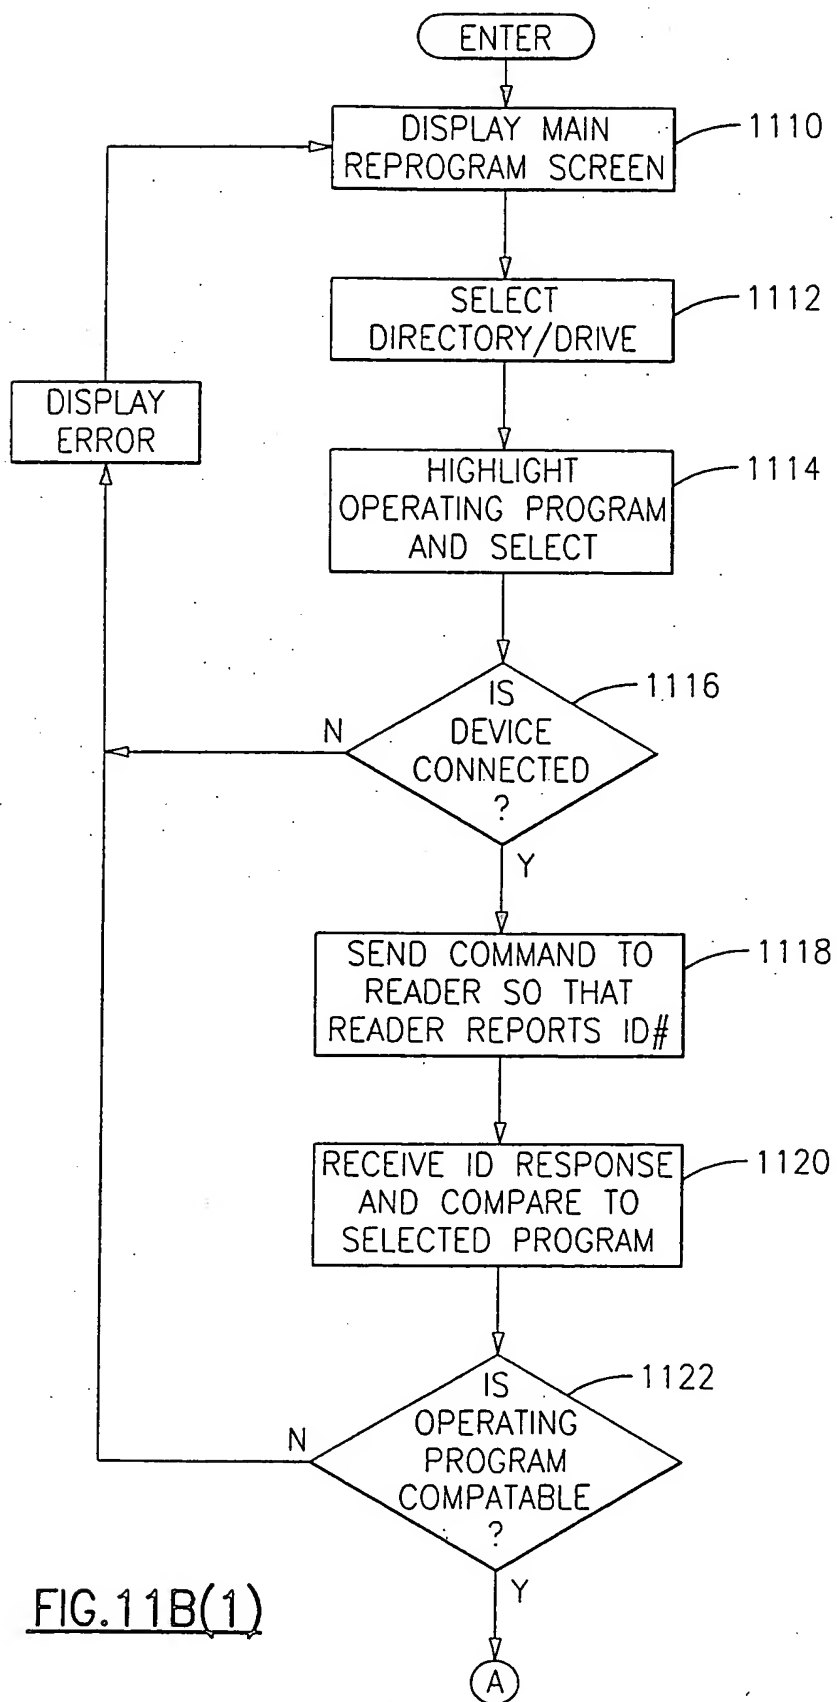 ENTER
DISPLAY MAIN
REPROGRAM SCREEN
1110
SELECT
DIRECTORY/DRIVE
1112
DISPLAY
ERROR
HIGHLIGHT
OPERATING PROGRAM
AND SELECT
1114
IS
DEVICE
CONNECTED
?
1116
N
Y
SEND COMMAND TO
READER SO THAT
READER REPORTS ID#
1118
RECEIVE ID RESPONSE
AND COMPARE TO
SELECTED PROGRAM
1120
IS
OPERATING
PROGRAM
COMPATABLE
?
1122
N
Y
A
FIG.11B(1)